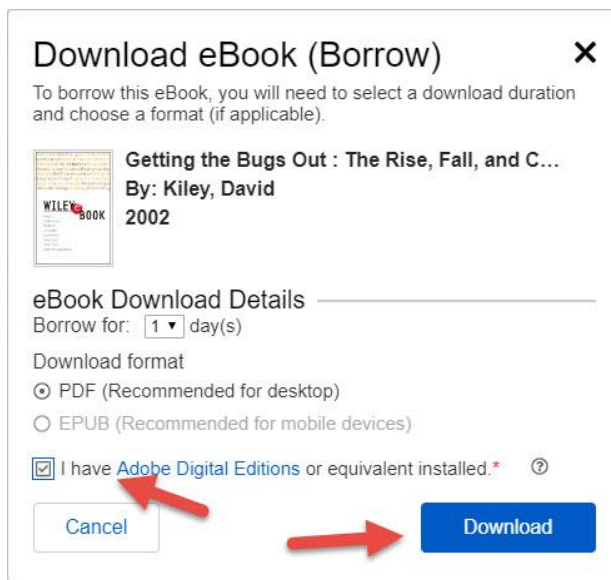 Download eBook (Borrow)
To borrow this eBook, you will need to select a download duration
and choose a format (if applicable).
Getting the Bugs Out : The Rise, Fall, and C...
By: Kiley, David
2002
WILEY
BOOK
eBook Download Details
Borrow for: 1 day(s)
Download format
PDF (Recommended for desktop)
EPUB (Recommended for mobile devices)
I have Adobe Digital Editions or equivalent installed.*
Cancel
Download